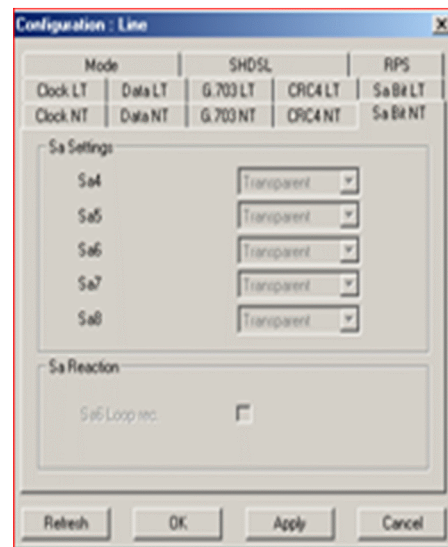 Configuration : Line
Mode SHDSL RPS
Clock LT Data LT G.703 LT CRC4 LT Sa Bit LT
Clock NT Data NT G.703 NT CRC4 NT Sa Bit NT
Sa Settings
Sa4 Transparent
Sa5 Transparent
Sa6 Transparent
Sa7 Transparent
Sa8 Transparent
Sa Reaction
Sa6 Loop rec.
Refresh OK Apply Cancel